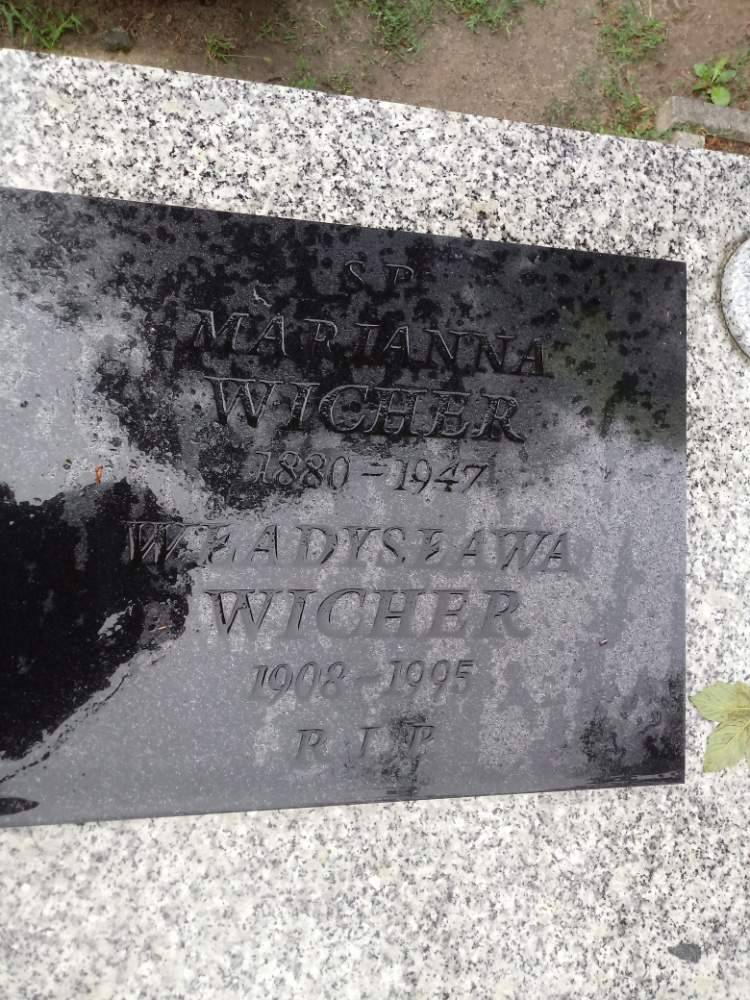 Ś P
MARIANNA
WICHER
1880 - 1947
WŁADYSŁAWA
WICHER
1908 - 1995
R I P